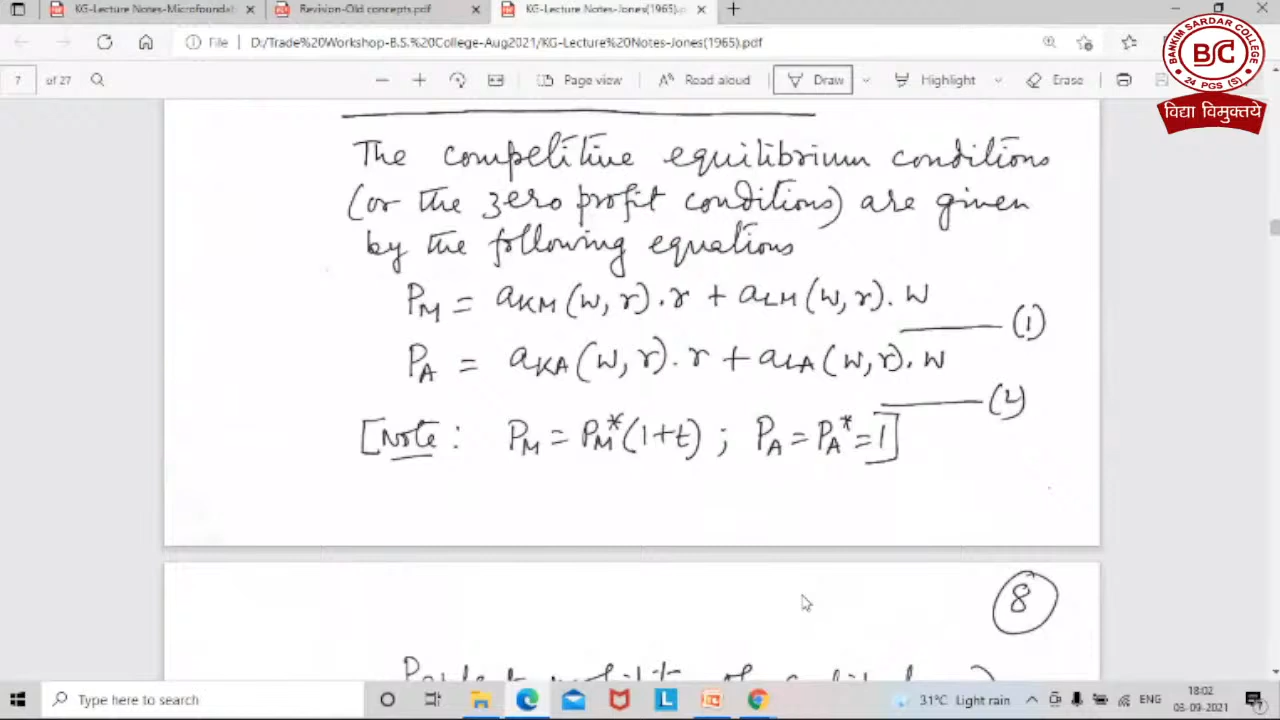 KG-Lecture Notes-Microfoundat
Revision-Old concepts.pdf
KG-Lecture Notes-Jones(1965).p
File D:/Trade%20Workshop-B.S.%20College-Aug2021/KG-Lecture%20Notes-Jones(1965).pdf
7 of 27 Page view Read aloud Draw Highlight Erase
BANKIM SARDAR COLLEGE
BSC
24 PGS (S)
विद्या विमुक्तये
The competitive equilibrium conditions
(or the zero profit conditions) are given
by the following equations
P_M = a_KM (w, r) . r + a_LM (w, r) . w
(1)
P_A = a_KA (w, r) . r + a_LA (w, r) . w
(2)
[Note : P_M = P_M* (1+t) ; P_A = P_A* = 1]
8
Type here to search
31°C Light rain ENG 18:02
03-09-2021